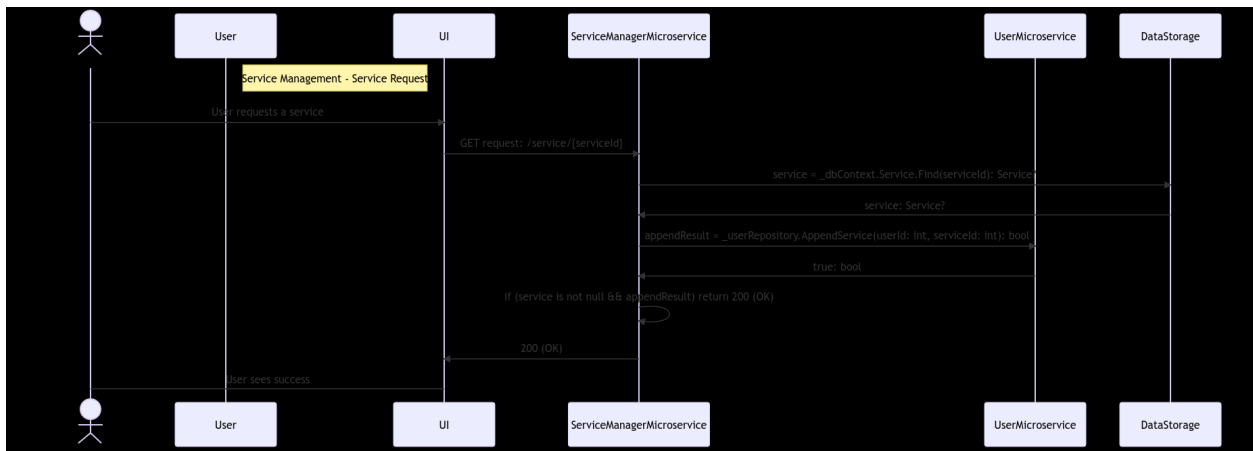 User
UI
ServiceManagerMicroservice
UserMicroservice
DataStorage
Service Management - Service Request
User requests a service
GET request: /service/{serviceId}
service = _dbContext.Service.Find(serviceId): Service
service: Service?
appendResult = _userRepository.AppendService(userId: int, serviceId: int): bool
true: bool
if (service is not null && appendResult) return 200 (OK)
200 (OK)
User sees success
User
UI
ServiceManagerMicroservice
UserMicroservice
DataStorage